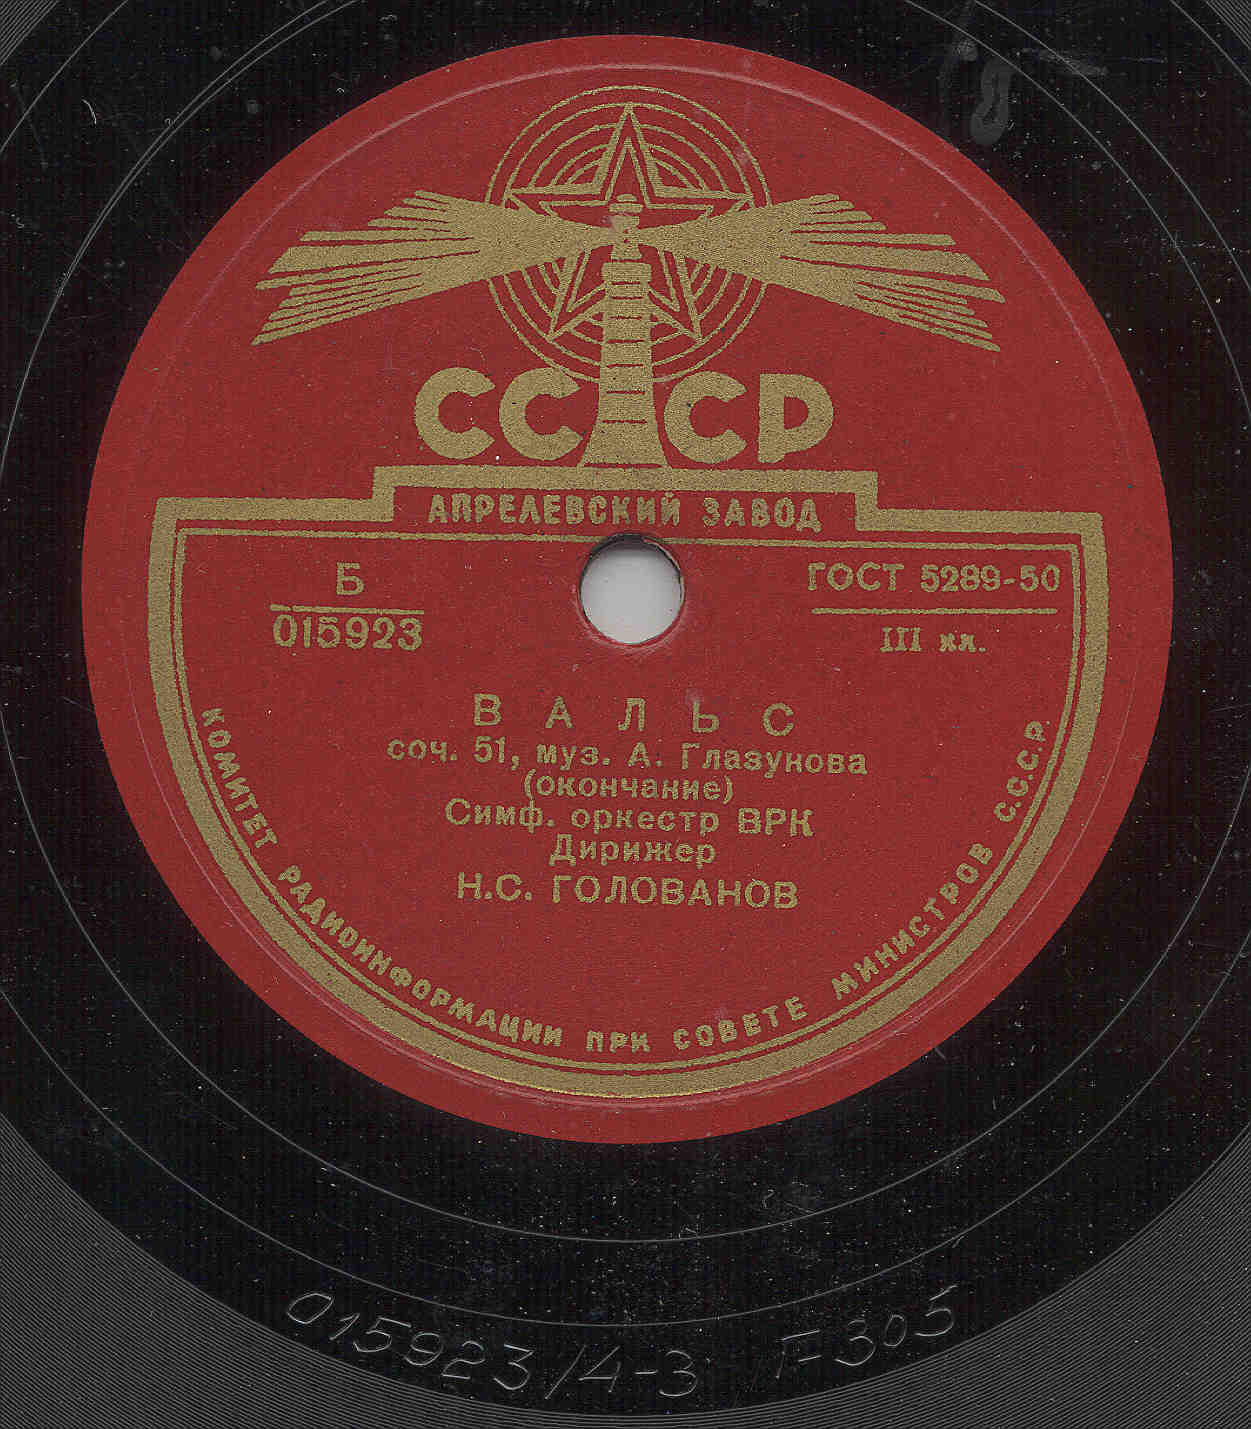 СССР
АПРЕЛЕВСКИЙ ЗАВОД
Б
015923
ГОСТ 5289-50
III кл.
ВАЛЬС
соч. 51, муз. А. Глазунова
(окончание)
Симф. оркестр ВРК
Дирижер
Н.С. ГОЛОВАНОВ
КОМИТЕТ РАДИОИНФОРМАЦИИ ПРИ СОВЕТЕ МИНИСТРОВ С.С.С.Р.
015923/4-3 Г-305